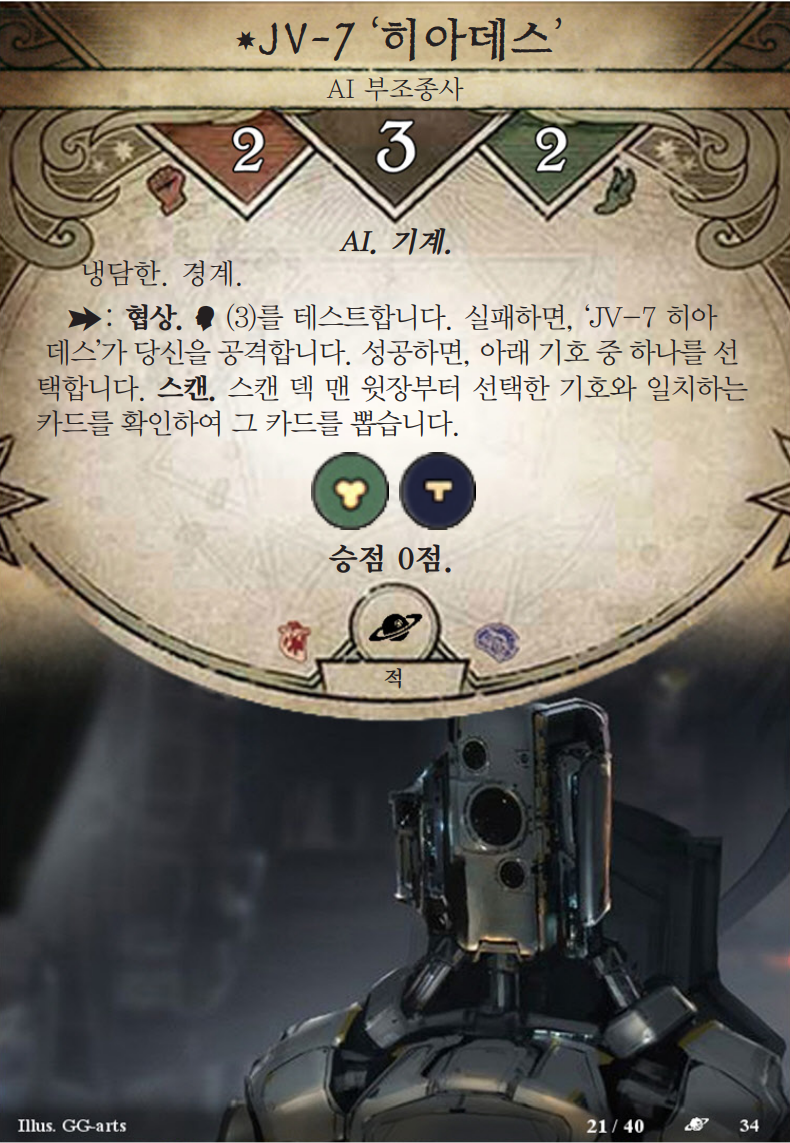 ✷JV-7 ‘히아데스’
AI 부조종사
2 3 2
AI. 기계.
냉담한. 경계.
: 협상. (3)를 테스트합니다. 실패하면, ‘JV-7 히아
데스’가 당신을 공격합니다. 성공하면, 아래 기호 중 하나를 선
택합니다. 스캔. 스캔 덱 맨 윗장부터 선택한 기호와 일치하는
카드를 확인하여 그 카드를 뽑습니다.
승점 0점.
적
Illus. GG-arts 21 / 40 34